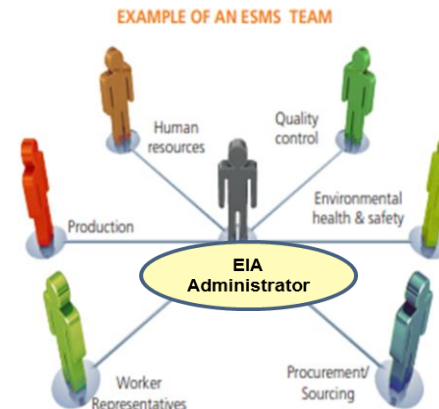 EXAMPLE OF AN ESMS TEAM
Human
resources
Quality
control
Production
Environmental
health & safety
EIA
Administrator
Worker
Representatives
Procurement/
Sourcing